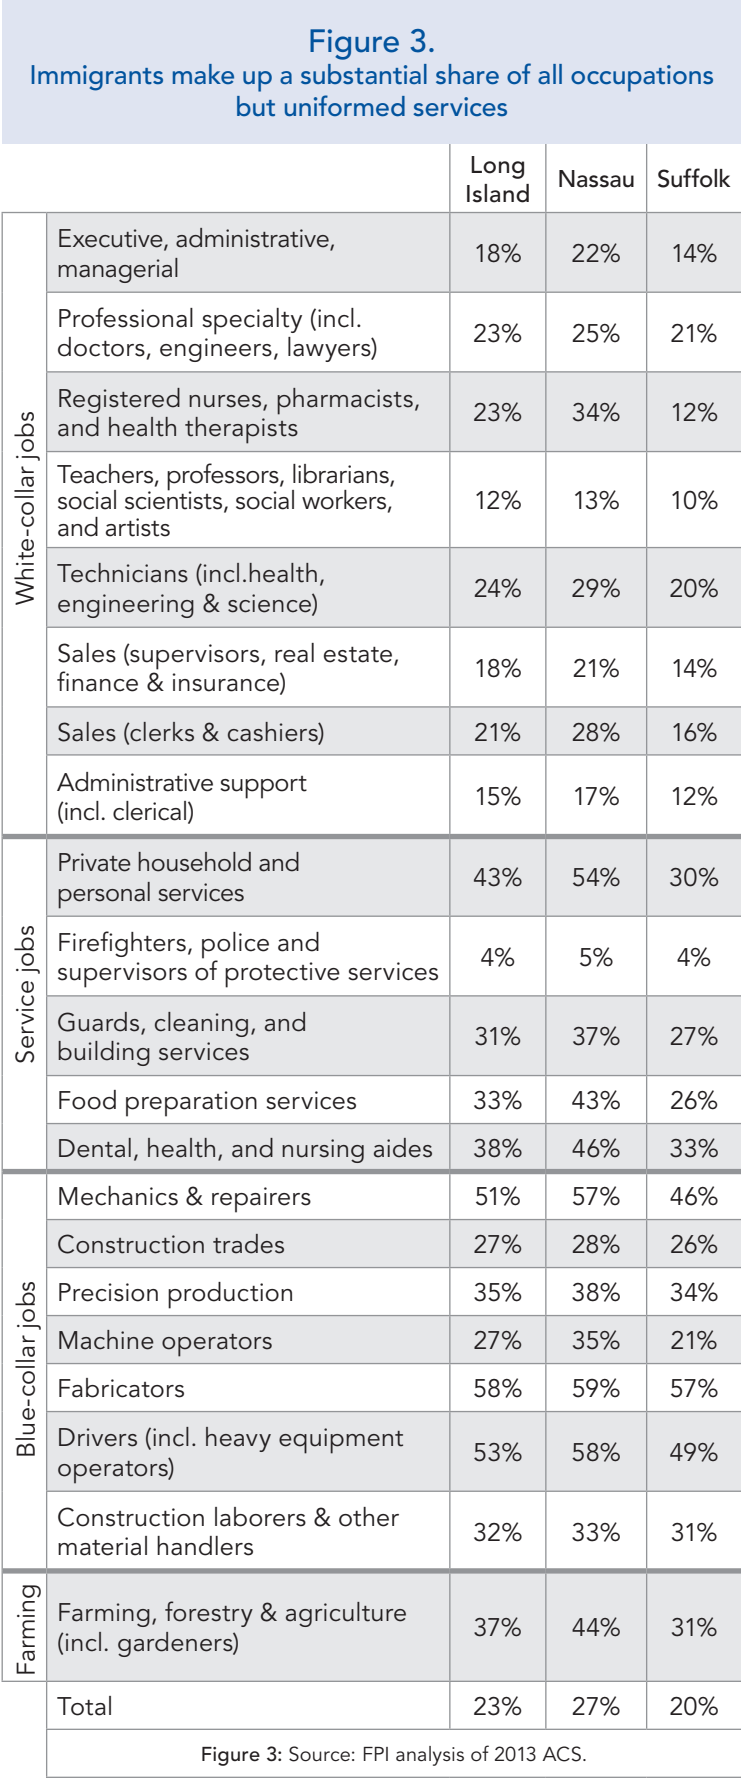 Figure 3.
Immigrants make up a substantial share of all occupations
but uniformed services
Long
Island
Nassau
Suffolk
White-collar jobs
Executive, administrative,
managerial
18%
22%
14%
Professional specialty (incl.
doctors, engineers, lawyers)
23%
25%
21%
Registered nurses, pharmacists,
and health therapists
23%
34%
12%
Teachers, professors, librarians,
social scientists, social workers,
and artists
12%
13%
10%
Technicians (incl.health,
engineering & science)
24%
29%
20%
Sales (supervisors, real estate,
finance & insurance)
18%
21%
14%
Sales (clerks & cashiers)
21%
28%
16%
Administrative support
(incl. clerical)
15%
17%
12%
Service jobs
Private household and
personal services
43%
54%
30%
Firefighters, police and
supervisors of protective services
4%
5%
4%
Guards, cleaning, and
building services
31%
37%
27%
Food preparation services
33%
43%
26%
Dental, health, and nursing aides
38%
46%
33%
Blue-collar jobs
Mechanics & repairers
51%
57%
46%
Construction trades
27%
28%
26%
Precision production
35%
38%
34%
Machine operators
27%
35%
21%
Fabricators
58%
59%
57%
Drivers (incl. heavy equipment
operators)
53%
58%
49%
Construction laborers & other
material handlers
32%
33%
31%
Farming
Farming, forestry & agriculture
(incl. gardeners)
37%
44%
31%
Total
23%
27%
20%
Figure 3: Source: FPI analysis of 2013 ACS.